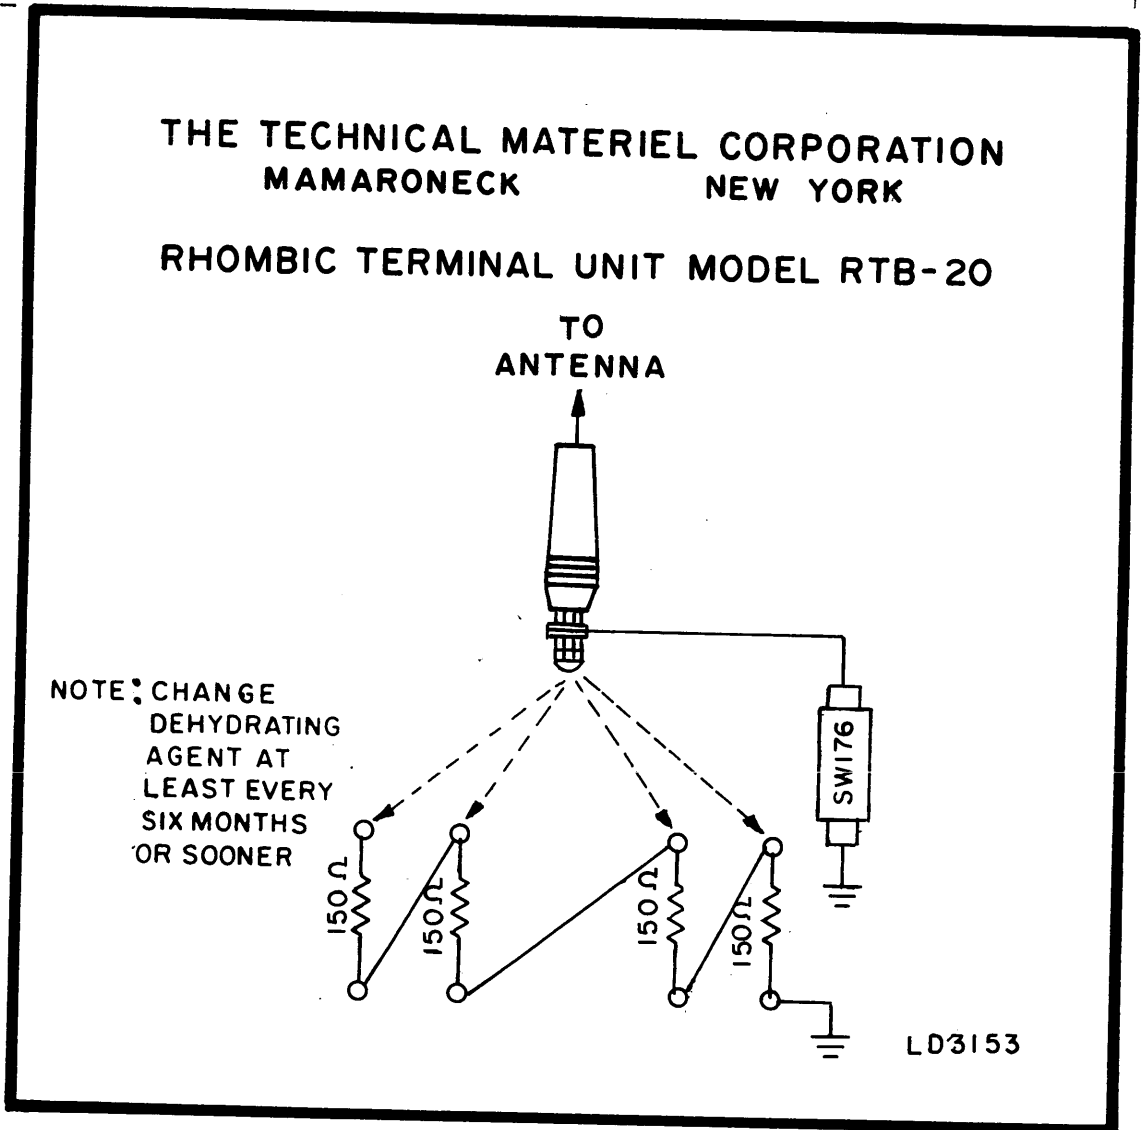 THE TECHNICAL MATERIEL CORPORATION
MAMARONECK NEW YORK
RHOMBIC TERMINAL UNIT MODEL RTB-20
TO
ANTENNA
NOTE: CHANGE
DEHYDRATING
AGENT AT
LEAST EVERY
SIX MONTHS
OR SOONER
SW176
150Ω
150Ω
150Ω
150Ω
LD3153